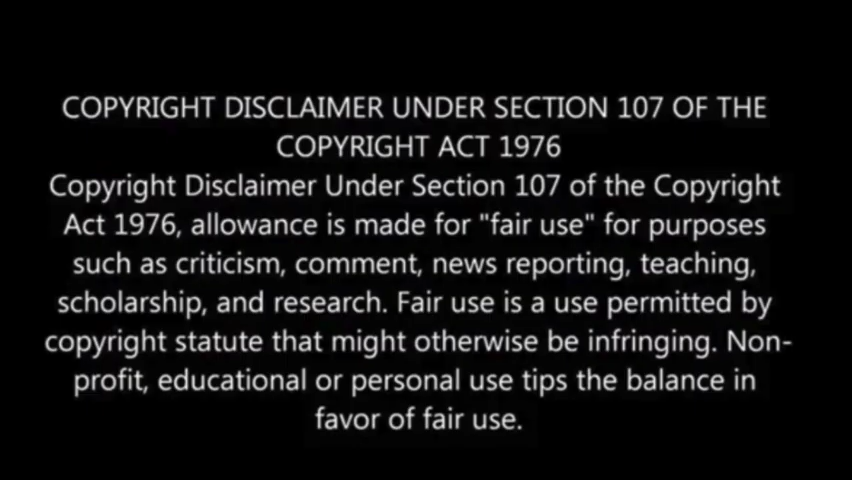 COPYRIGHT DISCLAIMER UNDER SECTION 107 OF THE
COPYRIGHT ACT 1976
Copyright Disclaimer Under Section 107 of the Copyright
Act 1976, allowance is made for "fair use" for purposes
such as criticism, comment, news reporting, teaching,
scholarship, and research. Fair use is a use permitted by
copyright statute that might otherwise be infringing. Non-
profit, educational or personal use tips the balance in
favor of fair use.